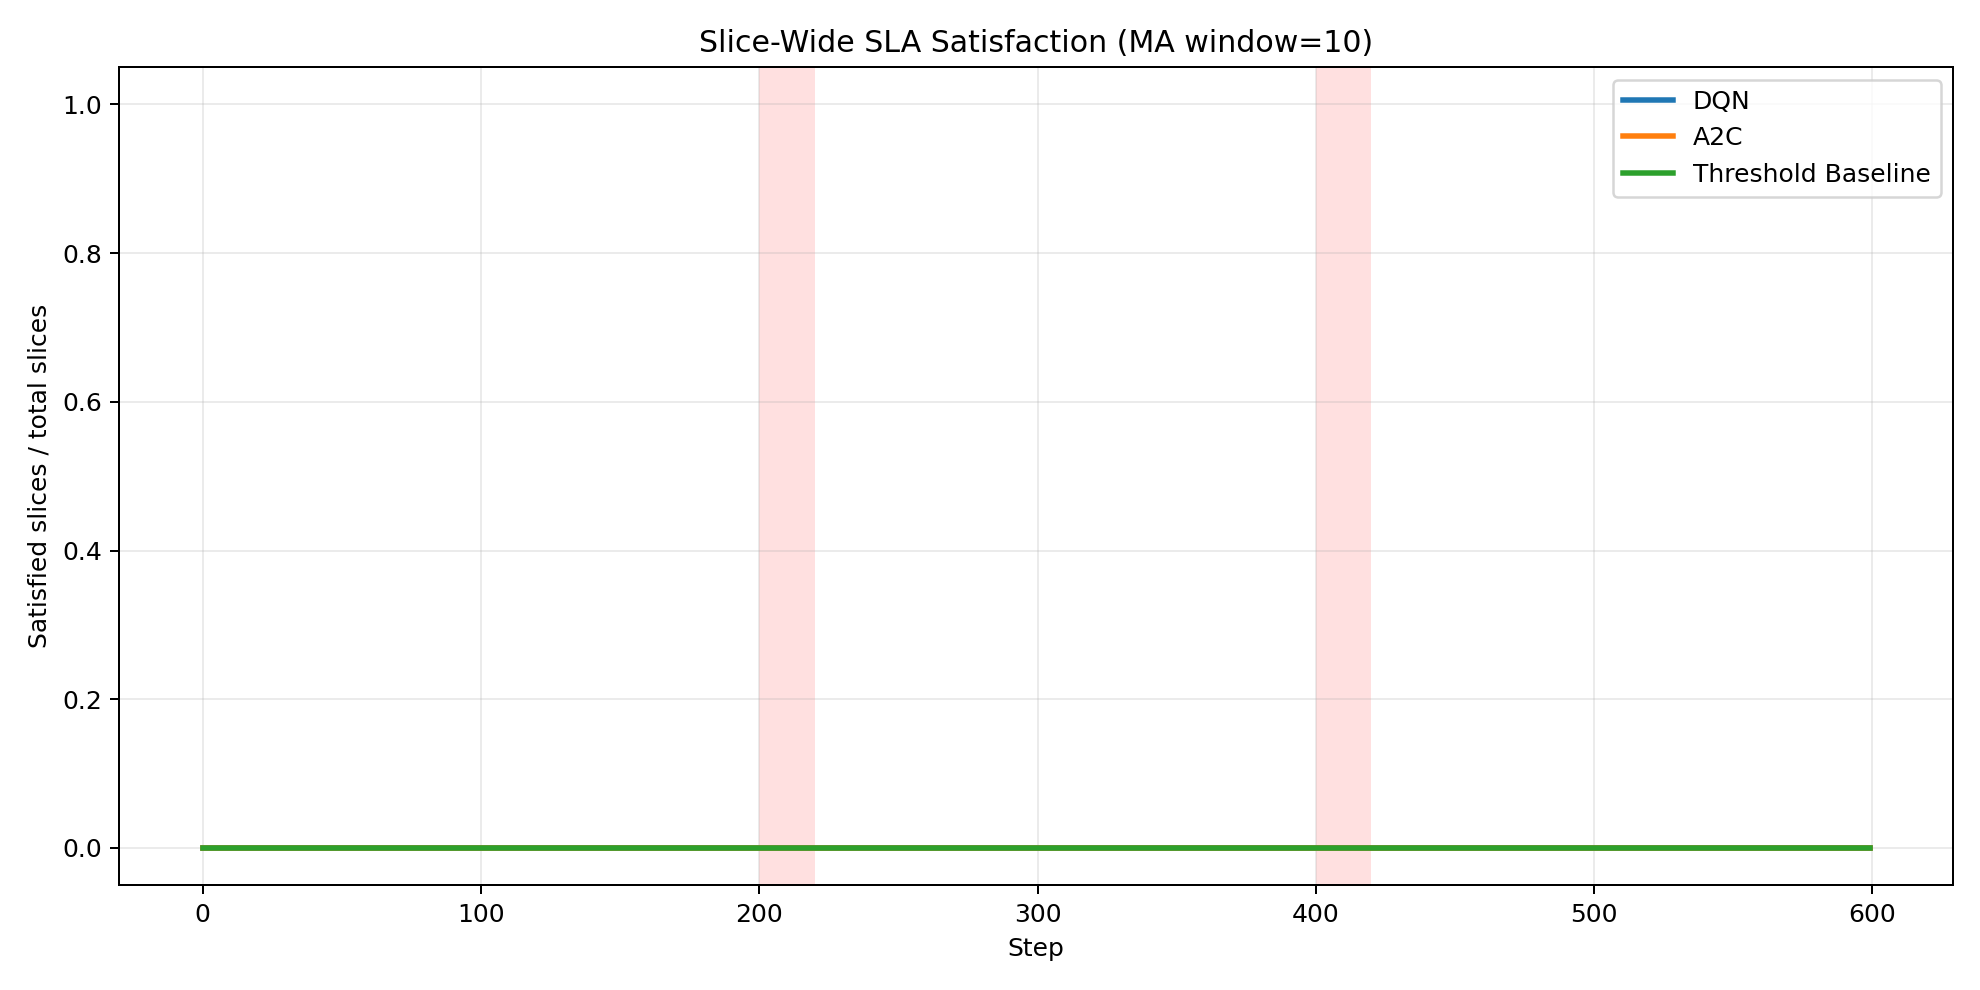 Slice-Wide SLA Satisfaction (MA window=10)
DQN
A2C
Threshold Baseline
Satisfied slices / total slices
1.0
0.8
0.6
0.4
0.2
0.0
0 100 200 300 400 500 600
Step